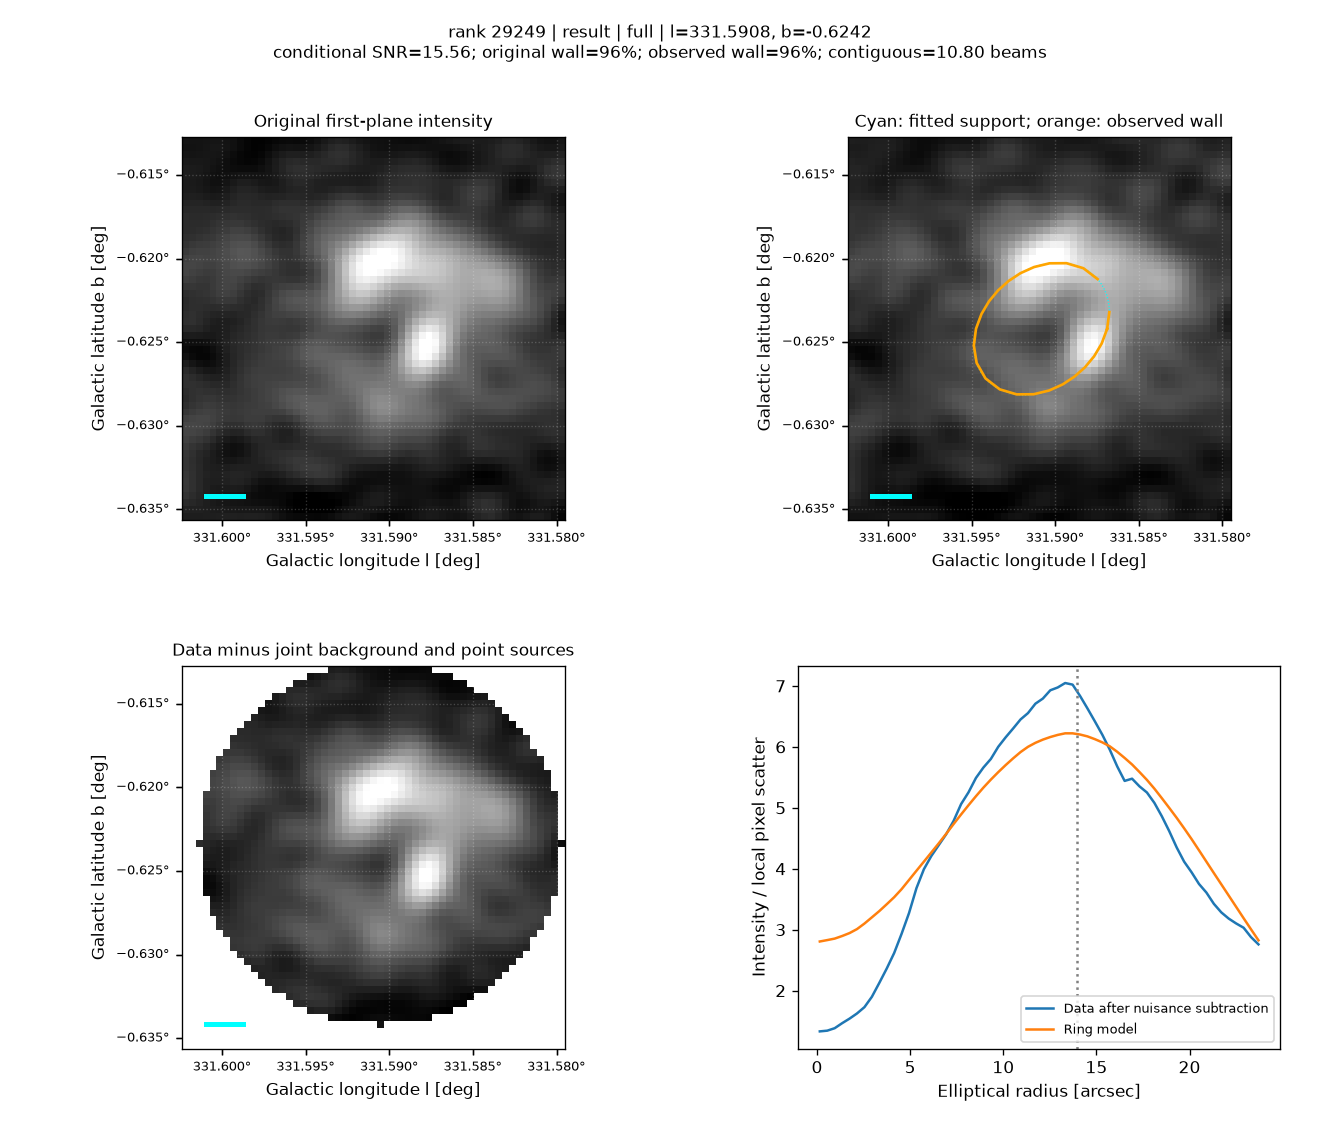 rank 29249 | result | full | l=331.5908, b=-0.6242
conditional SNR=15.56; original wall=96%; observed wall=96%; contiguous=10.80 beams
Original first-plane intensity
−0.615°
−0.620°
−0.625°
−0.630°
−0.635°
Galactic latitude b [deg]
331.600° 331.595° 331.590° 331.585° 331.580°
Galactic longitude l [deg]
Cyan: fitted support; orange: observed wall
−0.615°
−0.620°
−0.625°
−0.630°
−0.635°
Galactic latitude b [deg]
331.600° 331.595° 331.590° 331.585° 331.580°
Galactic longitude l [deg]
Data minus joint background and point sources
−0.615°
−0.620°
−0.625°
−0.630°
−0.635°
Galactic latitude b [deg]
331.600° 331.595° 331.590° 331.585° 331.580°
Galactic longitude l [deg]
7
6
5
4
3
2
Intensity / local pixel scatter
Data after nuisance subtraction
Ring model
0 5 10 15 20
Elliptical radius [arcsec]